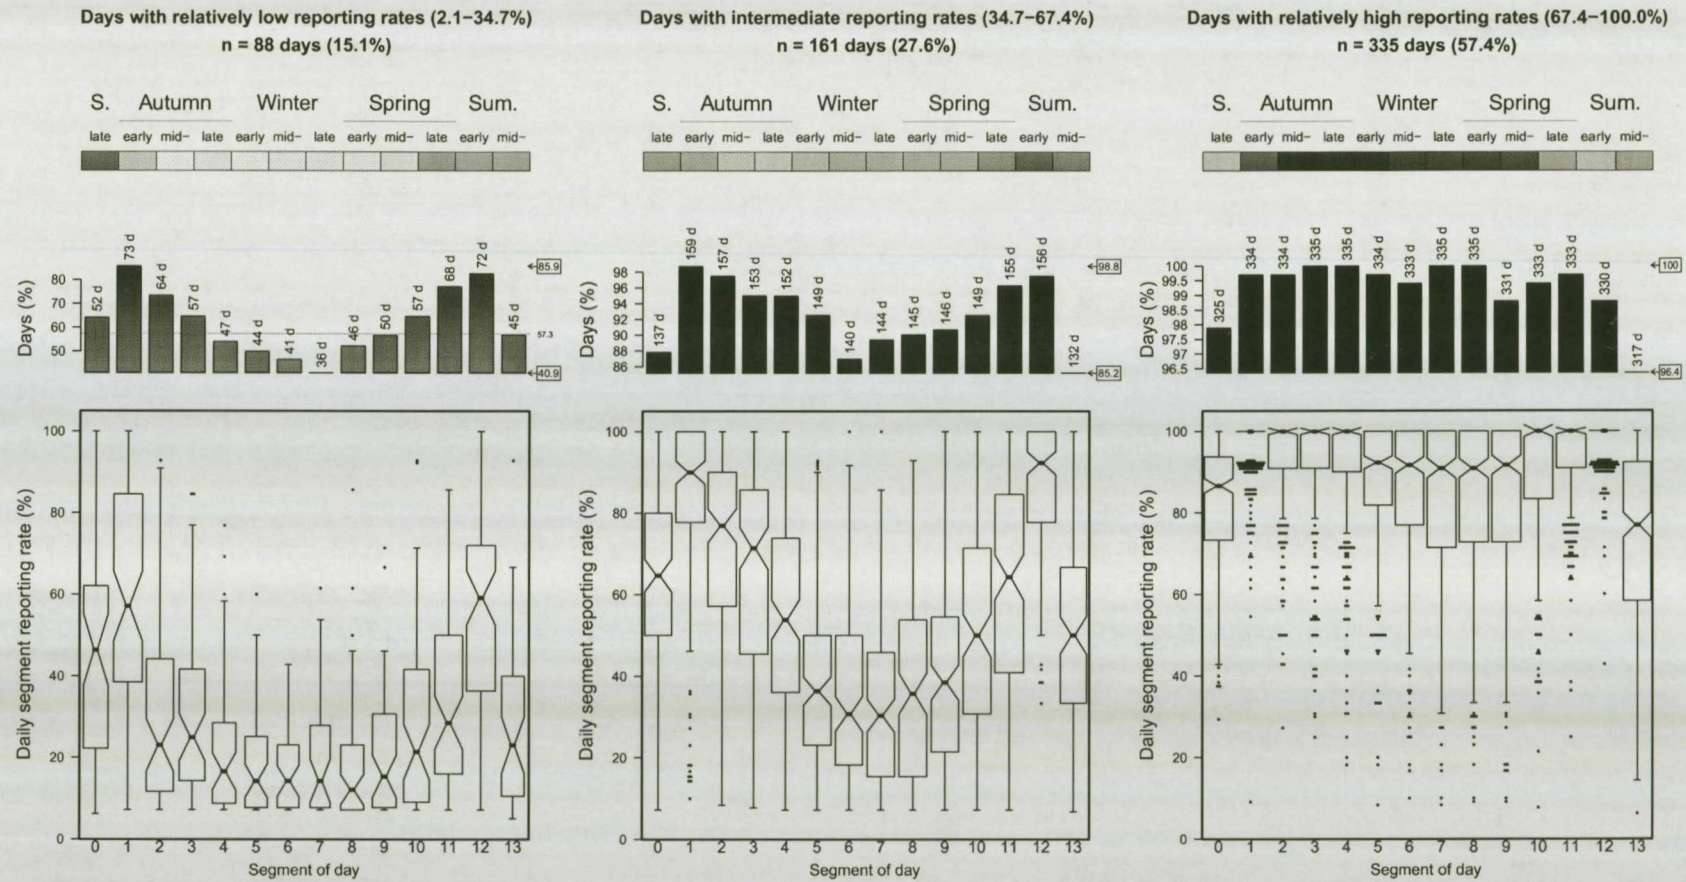 Days with relatively low reporting rates (2.1−34.7%)
n = 88 days (15.1%)
S. Autumn Winter Spring Sum.
late early mid− late early mid− late early mid− late early mid−
Days (%)
80
70
60
50
52 d 73 d 64 d 57 d 47 d 44 d 41 d 36 d 46 d 50 d 57 d 68 d 72 d 45 d
85.9
57.3
40.9
Daily segment reporting rate (%)
100
80
60
40
20
0
0 1 2 3 4 5 6 7 8 9 10 11 12 13
Segment of day
Days with intermediate reporting rates (34.7−67.4%)
n = 161 days (27.6%)
S. Autumn Winter Spring Sum.
late early mid− late early mid− late early mid− late early mid−
Days (%)
98
96
94
92
90
88
86
137 d 159 d 157 d 153 d 152 d 149 d 140 d 144 d 145 d 146 d 149 d 155 d 156 d 132 d
98.8
85.2
Daily segment reporting rate (%)
100
80
60
40
20
0
0 1 2 3 4 5 6 7 8 9 10 11 12 13
Segment of day
Days with relatively high reporting rates (67.4−100.0%)
n = 335 days (57.4%)
S. Autumn Winter Spring Sum.
late early mid− late early mid− late early mid− late early mid−
Days (%)
100
99.5
99
98.5
98
97.5
97
96.5
325 d 334 d 334 d 335 d 335 d 334 d 333 d 335 d 335 d 331 d 333 d 333 d 330 d 317 d
100
96.4
Daily segment reporting rate (%)
100
80
60
40
20
0
0 1 2 3 4 5 6 7 8 9 10 11 12 13
Segment of day